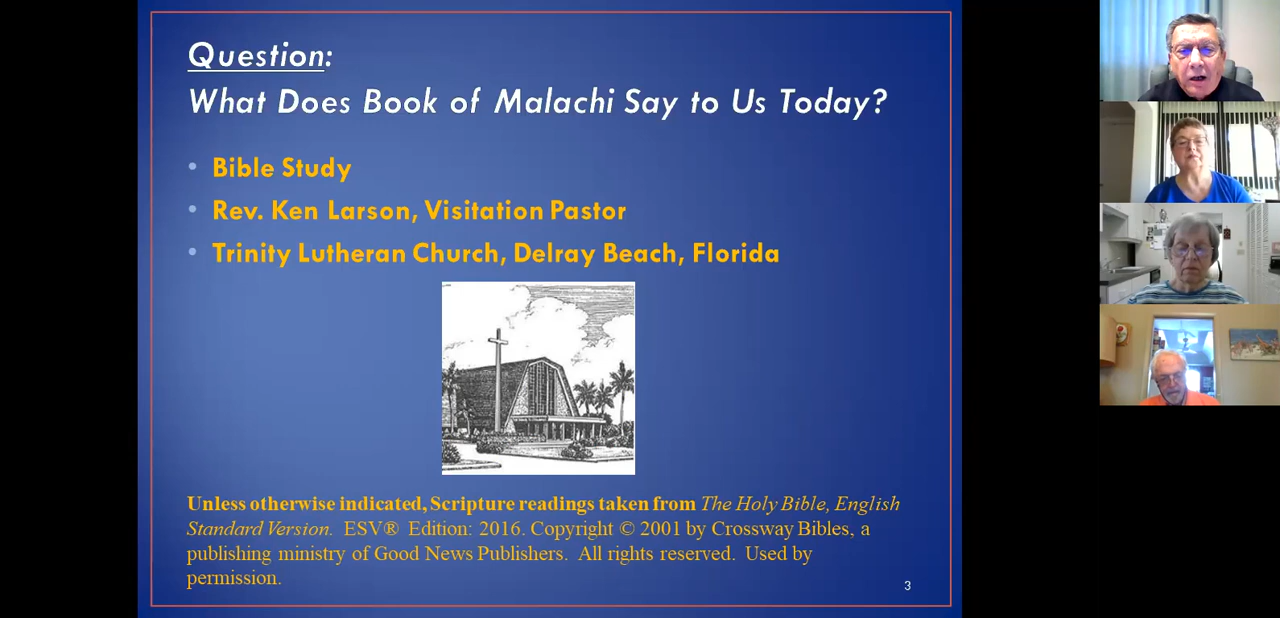 Question:
What Does Book of Malachi Say to Us Today?
• Bible Study
• Rev. Ken Larson, Visitation Pastor
• Trinity Lutheran Church, Delray Beach, Florida
Unless otherwise indicated, Scripture readings taken from The Holy Bible, English
Standard Version. ESV® Edition: 2016. Copyright © 2001 by Crossway Bibles, a
publishing ministry of Good News Publishers. All rights reserved. Used by
permission.
3